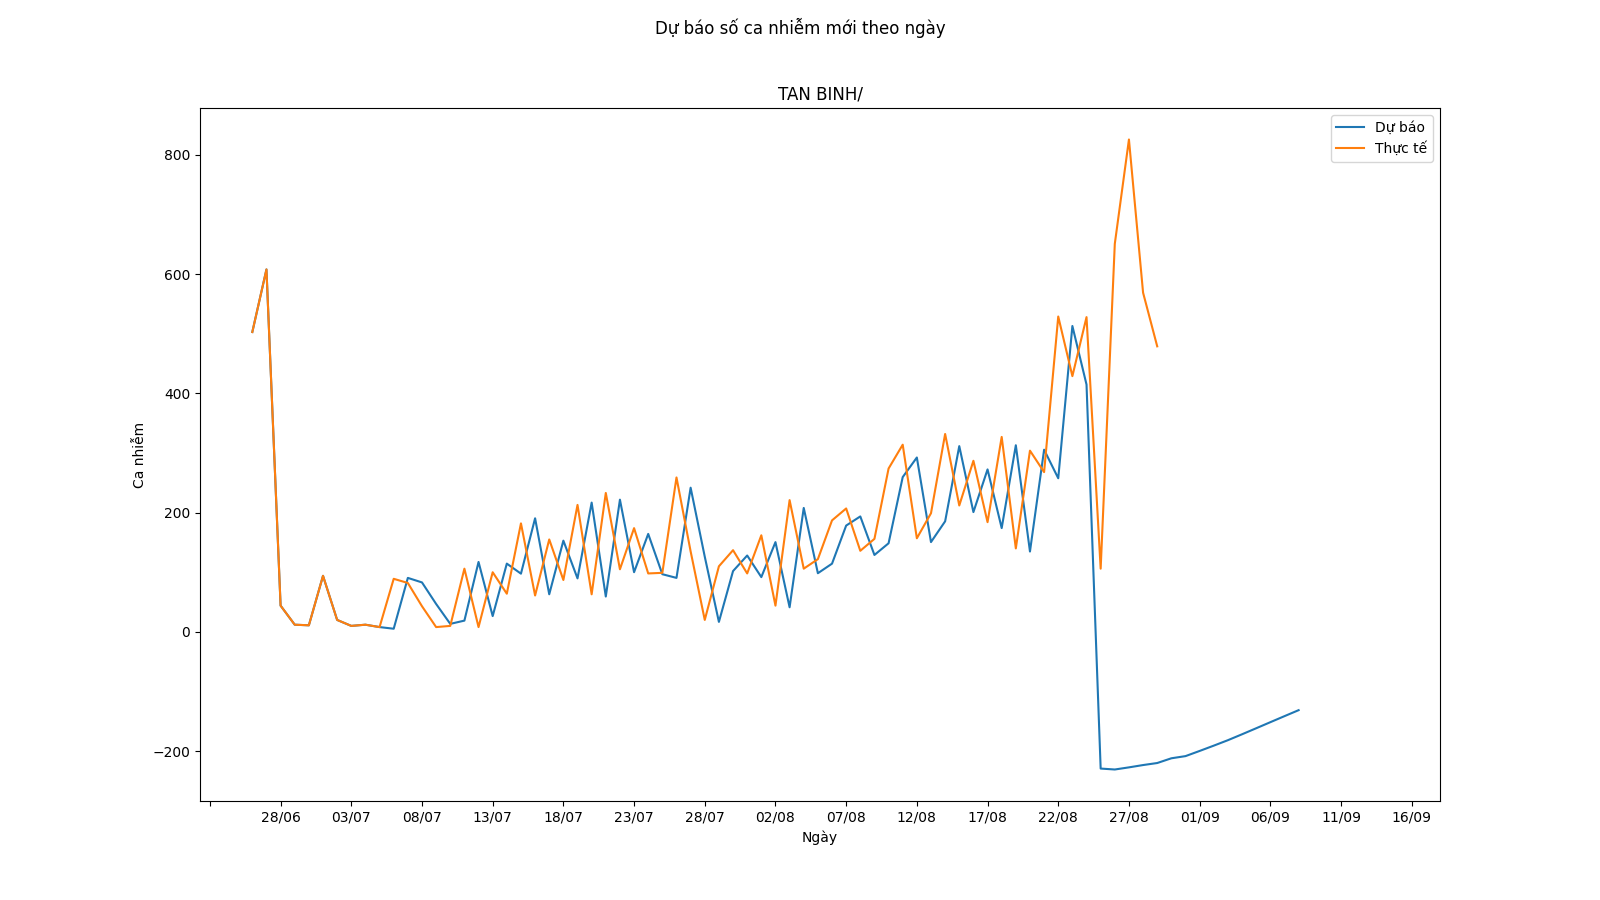 Dự báo số ca nhiễm mới theo ngày
TAN BINH/
Dự báo
Thực tế
800
600
400
200
0
−200
Ca nhiễm
28/06 03/07 08/07 13/07 18/07 23/07 28/07 02/08 07/08 12/08 17/08 22/08 27/08 01/09 06/09 11/09 16/09
Ngày